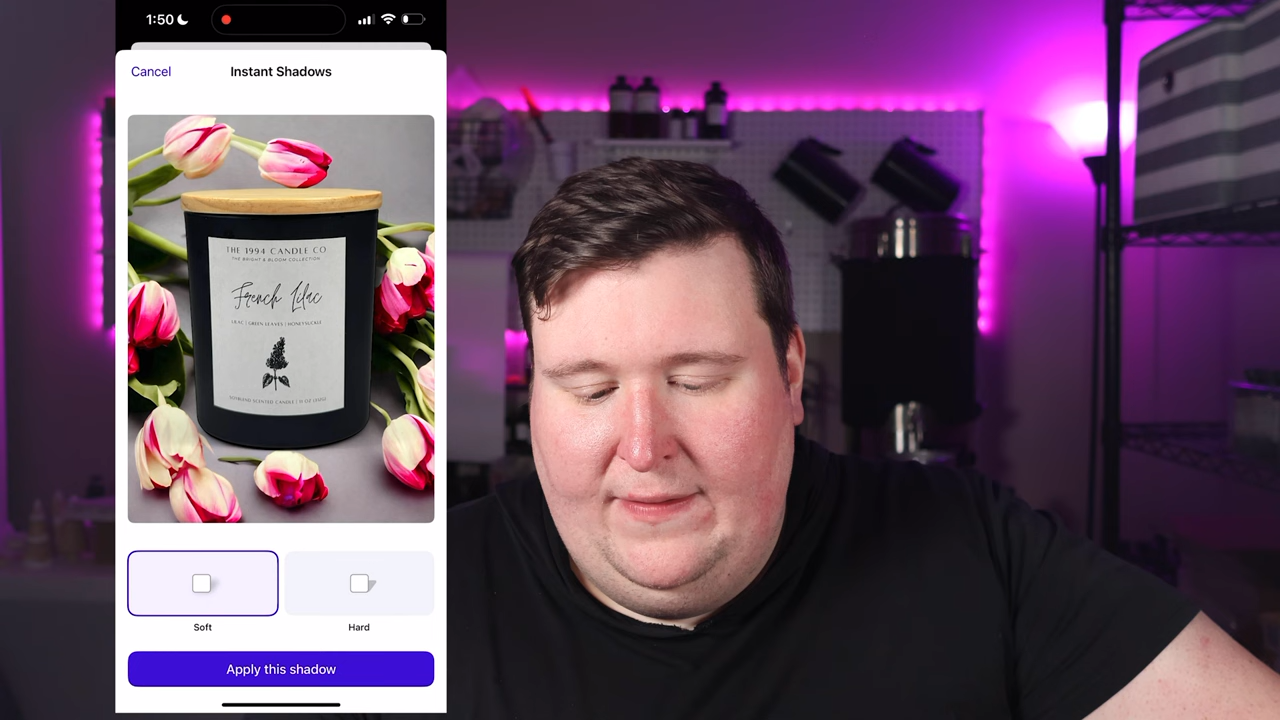 1:50
Cancel
Instant Shadows
THE 1994 CANDLE CO
THE BRIGHT & BLOOM COLLECTION
French Lilac
LILAC | GREEN LEAVES | HONEYSUCKLE
Soft
Hard
Apply this shadow